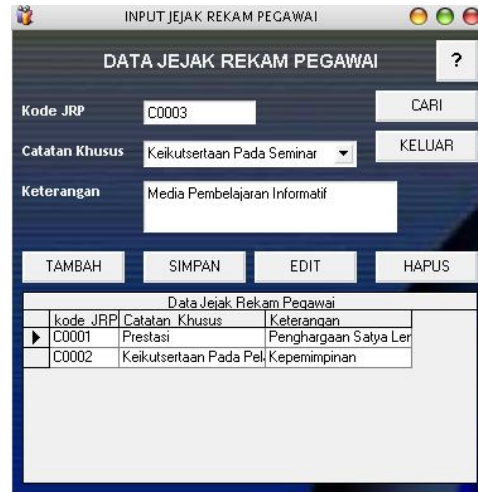 INPUT JEJAK REKAM PEGAWAI
DATA JEJAK REKAM PEGAWAI
?
Kode JRP
C0003
CARI
Catatan Khusus
Keikutsertaan Pada Seminar
KELUAR
Keterangan
Media Pembelajaran Informatif
TAMBAH SIMPAN EDIT HAPUS
Data Jejak Rekam Pegawai
kode JRP Catatan Khusus Keterangan
C0001 Prestasi Penghargaan Satya Ler
C0002 Keikutsertaan Pada Pel Kepemimpinan